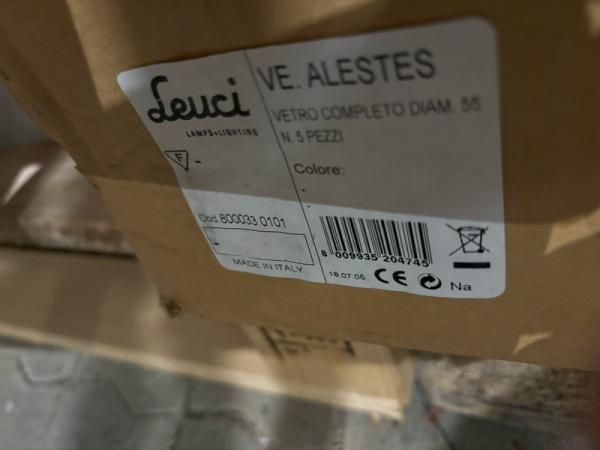 Leuci
LAMPS+LIGHTING
VE. ALESTES
VETRO COMPLETO DIAM. 55
N. 5 PEZZI
F -
Colore:
-
-
Cod. 800033.0101
-
MADE IN ITALY
8 009935 204745
18.07.06 CE Na